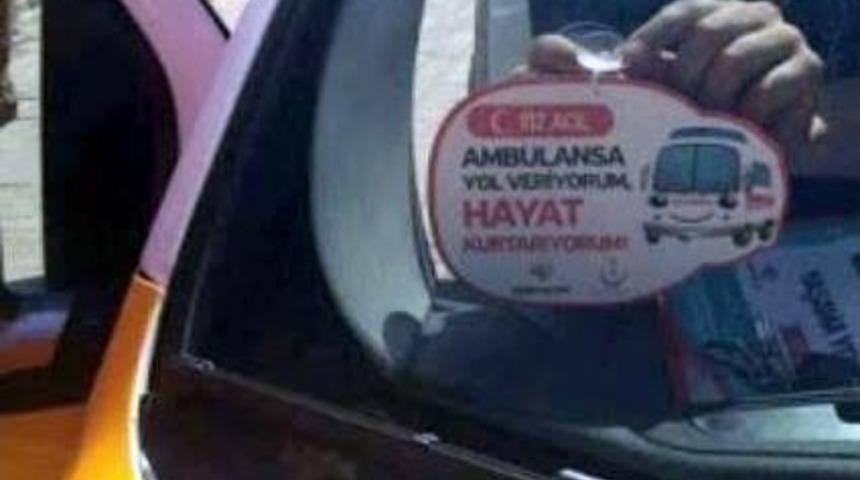 112 ACİL
AMBULANSA
YOL VERİYORUM,
HAYAT
KURTARIYORUM!